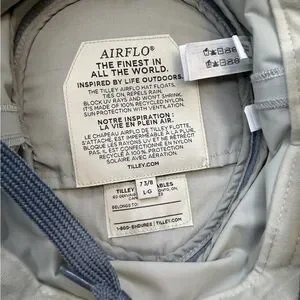 AIRFLO®
THE FINEST IN
ALL THE WORLD.
INSPIRED BY LIFE OUTDOORS.
THE TILLEY AIRFLO HAT FLOATS,
TIES ON, REPELS RAIN,
BLOCK UV RAYS AND WON'T SHRINK.
IT'S MADE OF 100% RECYCLED NYLON.
SUN PROTECTION WITH VENTILATION.
NOTRE INSPIRATION :
LA VIE EN PLEIN AIR.
LE CHAPEAU AIRFLO DE TILLEY FLOTTE,
S'ATTACHE, EST IMPERMÉABLE À LA PLUIE,
BLOQUE LES RAYONS UV ET NE RÉTRÉCIT
PAS. IL EST CONFECTIONNÉ EN NYLON
RECYCLÉ À 100%. PROTECTION
SOLAIRE AVEC AÉRATION.
TILLEY.COM
7 3/8
L-G
TILLEY ABLES
BELONGS TO:
1-800-ENDURES | TILLEY.COM